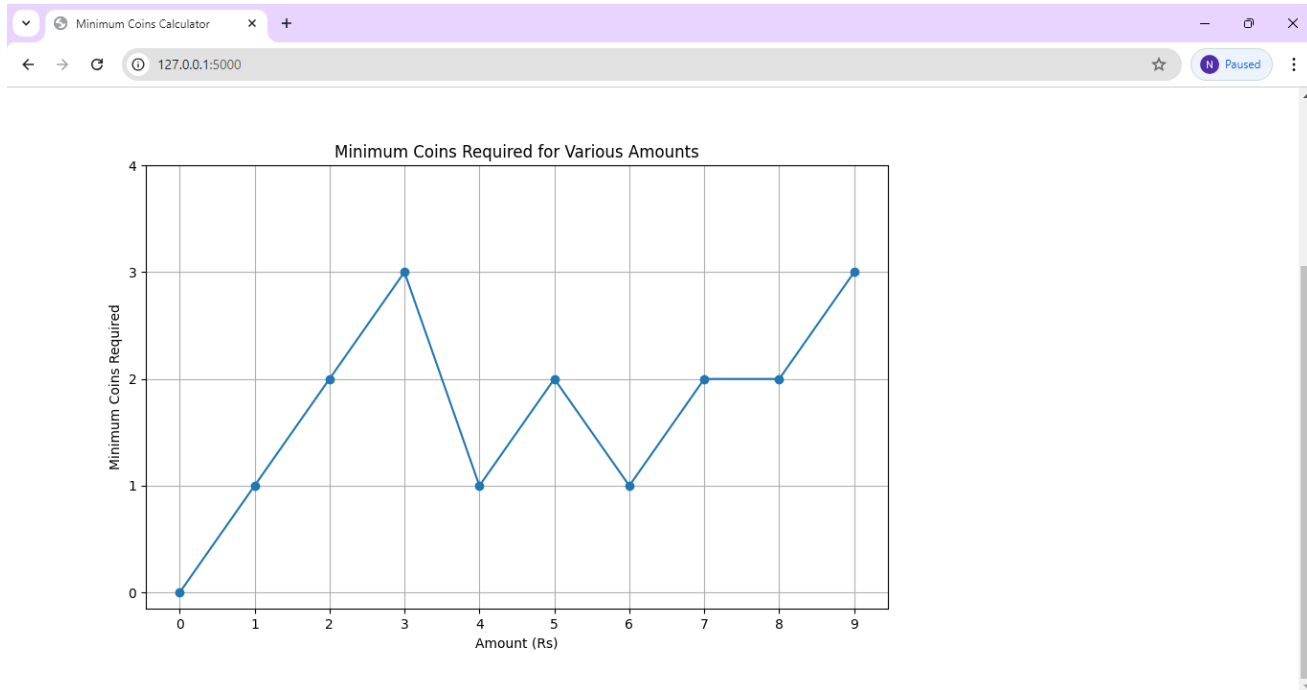 Minimum Coins Calculator
127.0.0.1:5000
N Paused
Minimum Coins Required for Various Amounts
4
3
2
1
0
Minimum Coins Required
0 1 2 3 4 5 6 7 8 9
Amount (Rs)